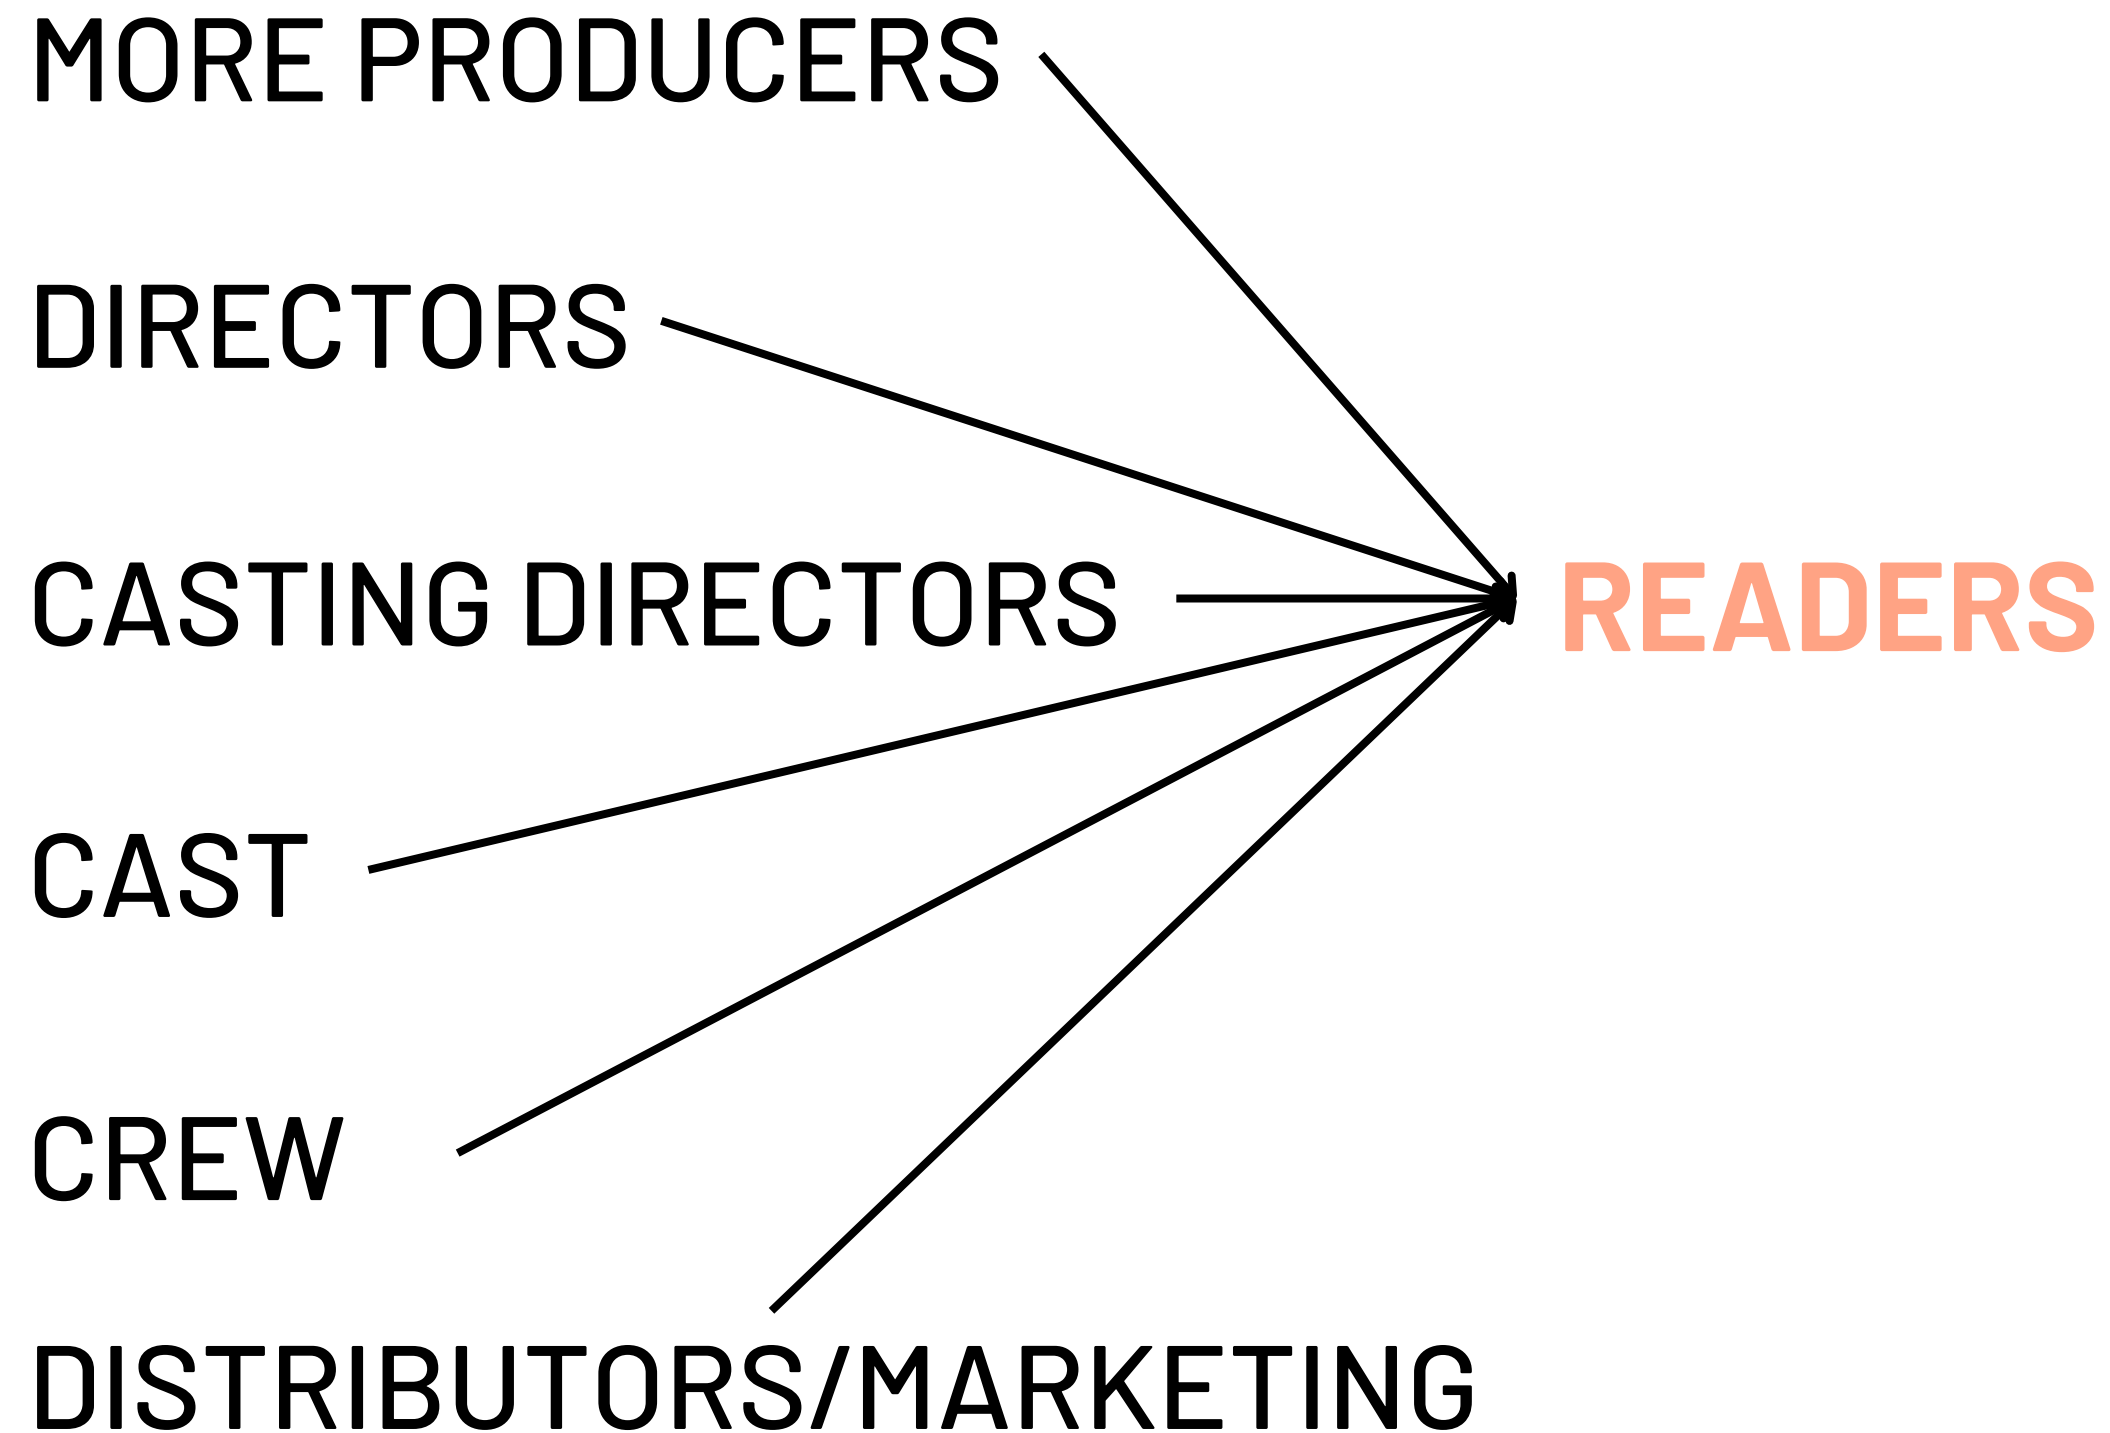 MORE PRODUCERS
DIRECTORS
CASTING DIRECTORS
READERS
CAST
CREW
DISTRIBUTORS/MARKETING